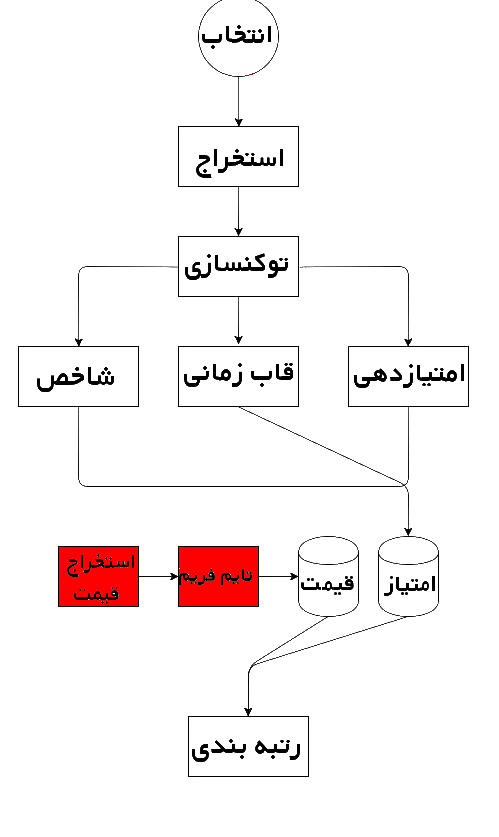 انتخاب
استخراج
توکنسازی
شاخص
قاب زمانی
امتیازدهی
استخراج
قیمت
تایم فریم
قیمت
امتیاز
رتبه بندی